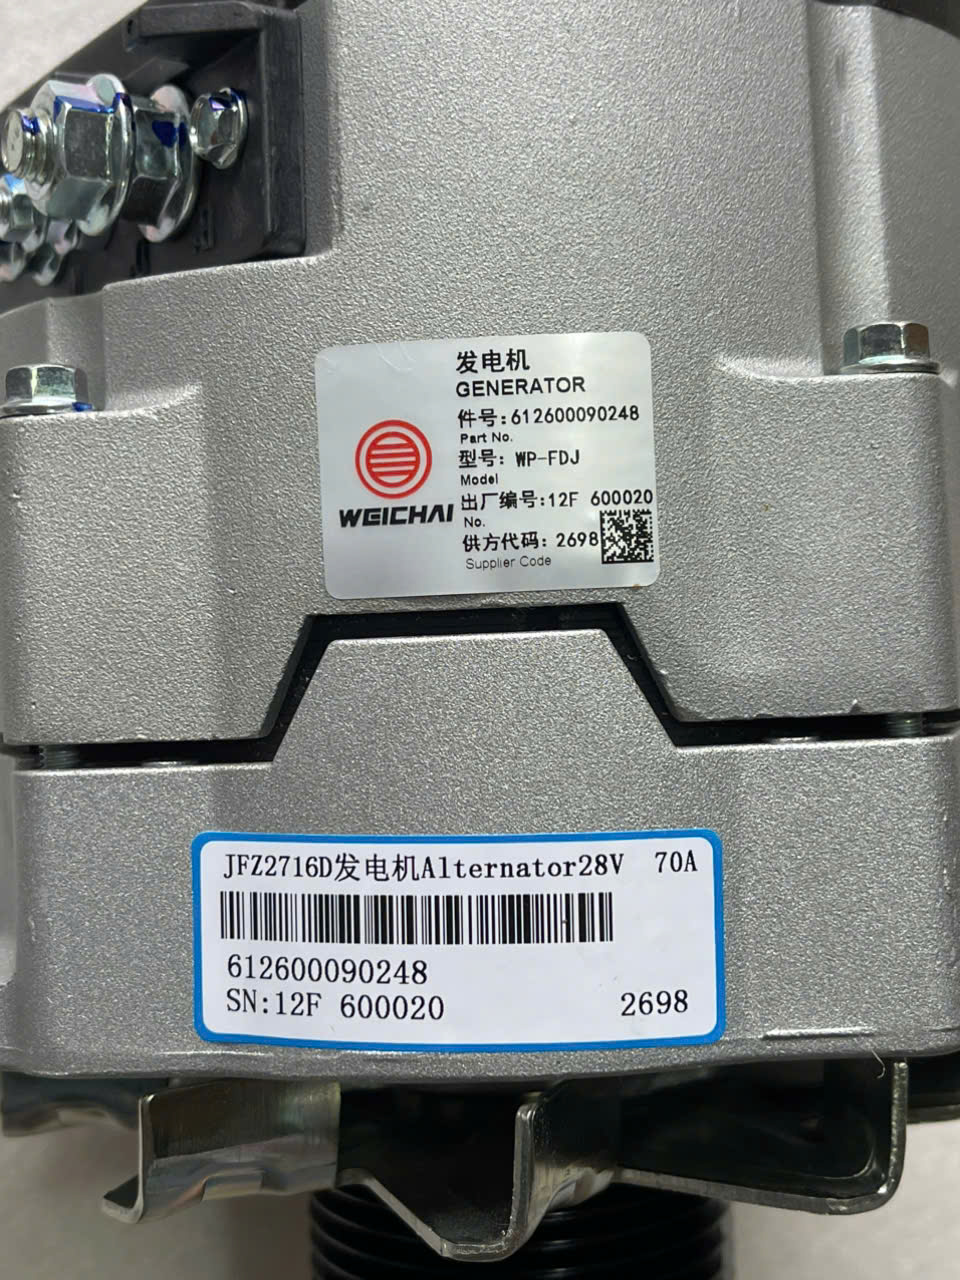 发电机
GENERATOR
件号:612600090248
Part No.
型号: WP-FDJ
Model
WEICHAI
出厂编号:12F 600020
No.
供方代码: 2698
Supplier Code
JFZ2716D发电机Alternator28V 70A
612600090248
SN:12F 600020 2698